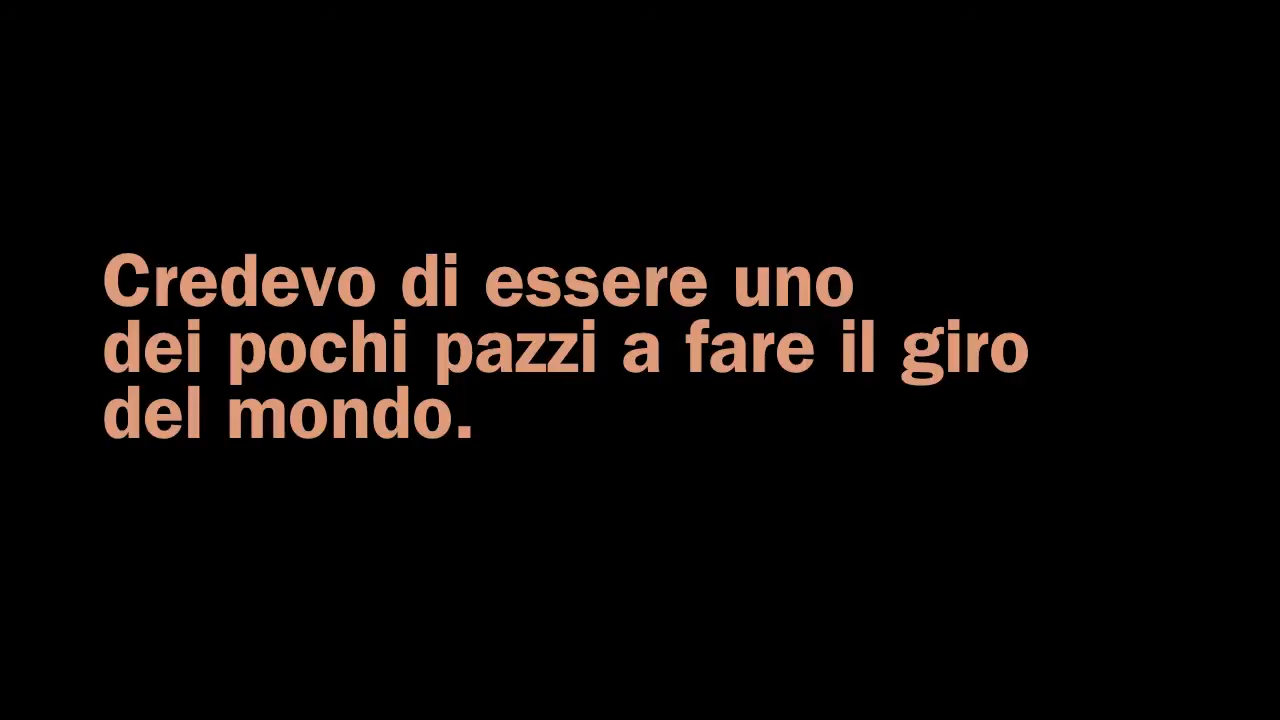 Credevo di essere uno
dei pochi pazzi a fare il giro
del mondo.